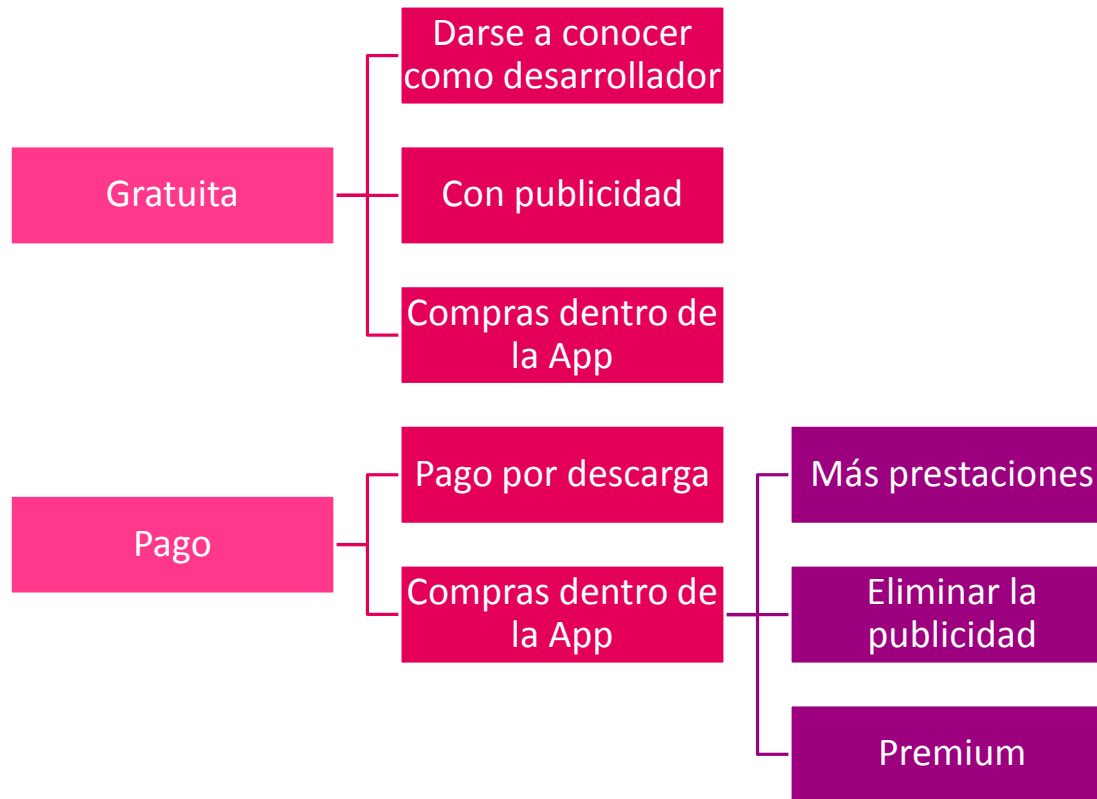 Gratuita
Darse a conocer
como desarrollador
Con publicidad
Compras dentro de
la App
Pago
Pago por descarga
Compras dentro de
la App
Más prestaciones
Eliminar la
publicidad
Premium